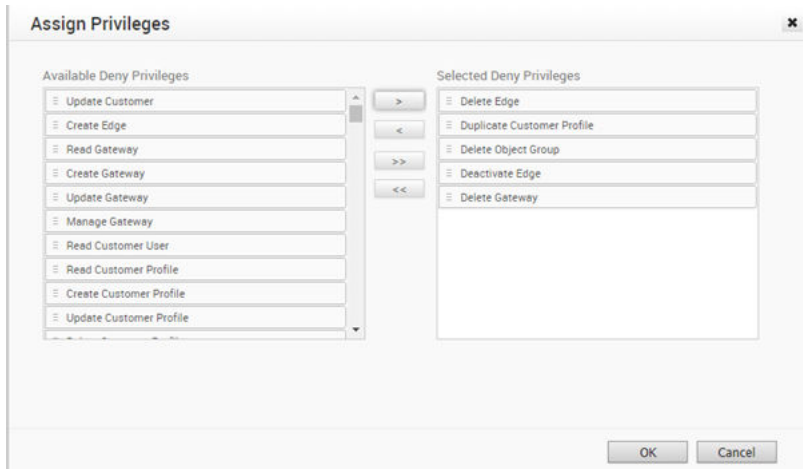 Assign Privileges
Available Deny Privileges
Update Customer
Create Edge
Read Gateway
Create Gateway
Update Gateway
Manage Gateway
Read Customer User
Read Customer Profile
Create Customer Profile
Update Customer Profile
>
<
>>
<<
Selected Deny Privileges
Delete Edge
Duplicate Customer Profile
Delete Object Group
Deactivate Edge
Delete Gateway
OK
Cancel